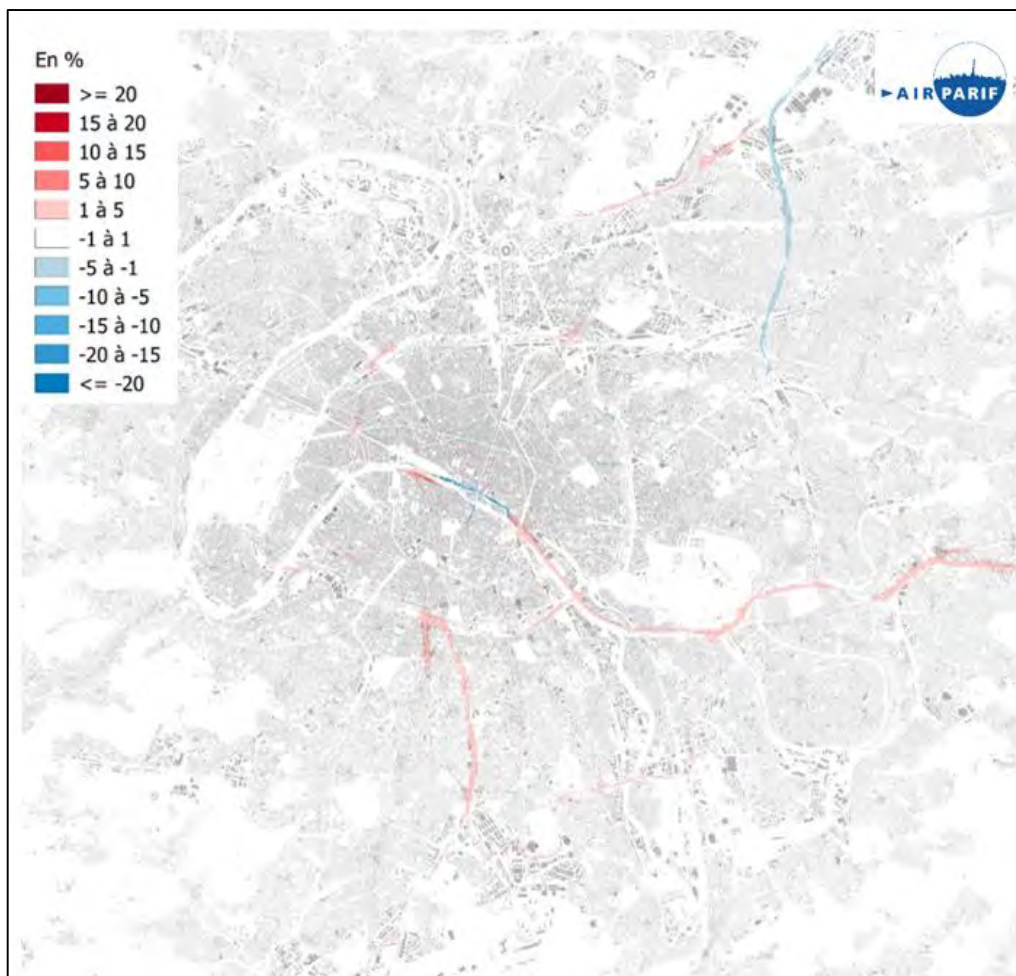 En %
>= 20
15 à 20
10 à 15
5 à 10
1 à 5
-1 à 1
-5 à -1
-10 à -5
-15 à -10
-20 à -15
<= -20
AIRPARIF